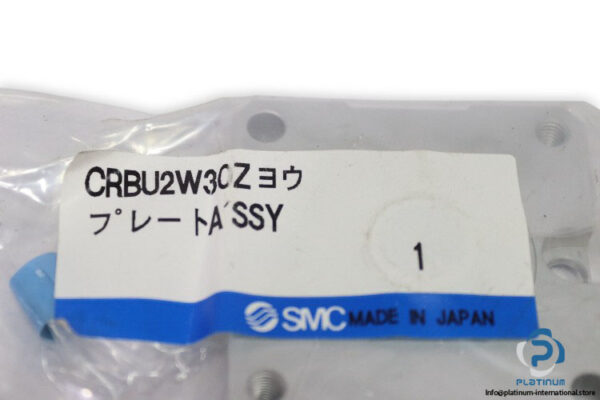 CRBU2W30Zヨウ
プレートA'SSY
1
SMC MADE IN JAPAN
PLATINUM
Info@platinum-international.store